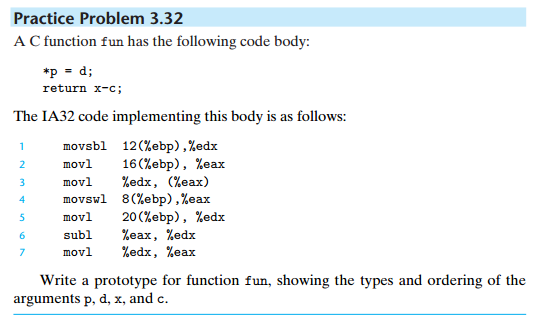 Practice Problem 3.32
A C function fun has the following code body:
*p = d;
return x-c;
The IA32 code implementing this body is as follows:
1 movsbl 12(%ebp),%edx
2 movl 16(%ebp), %eax
3 movl %edx, (%eax)
4 movswl 8(%ebp),%eax
5 movl 20(%ebp), %edx
6 subl %eax, %edx
7 movl %edx, %eax
Write a prototype for function fun, showing the types and ordering of the
arguments p, d, x, and c.